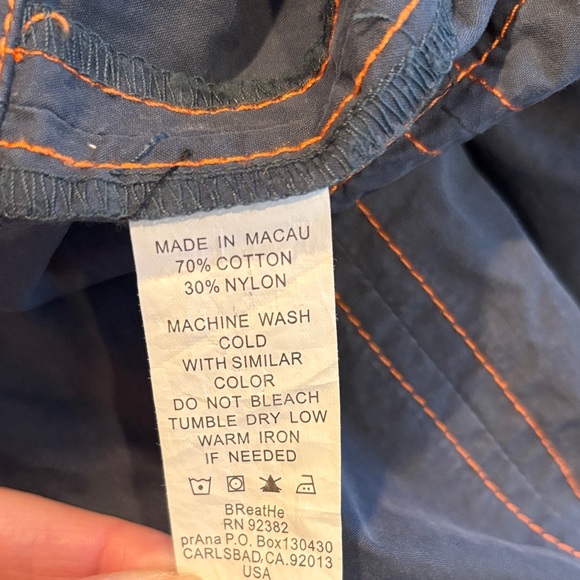 MADE IN MACAU
70% COTTON
30% NYLON
MACHINE WASH
COLD
WITH SIMILAR
COLOR
DO NOT BLEACH
TUMBLE DRY LOW
WARM IRON
IF NEEDED
BReatHe
RN 92382
prAna P.O. Box130430
CARLSBAD,CA.92013
USA